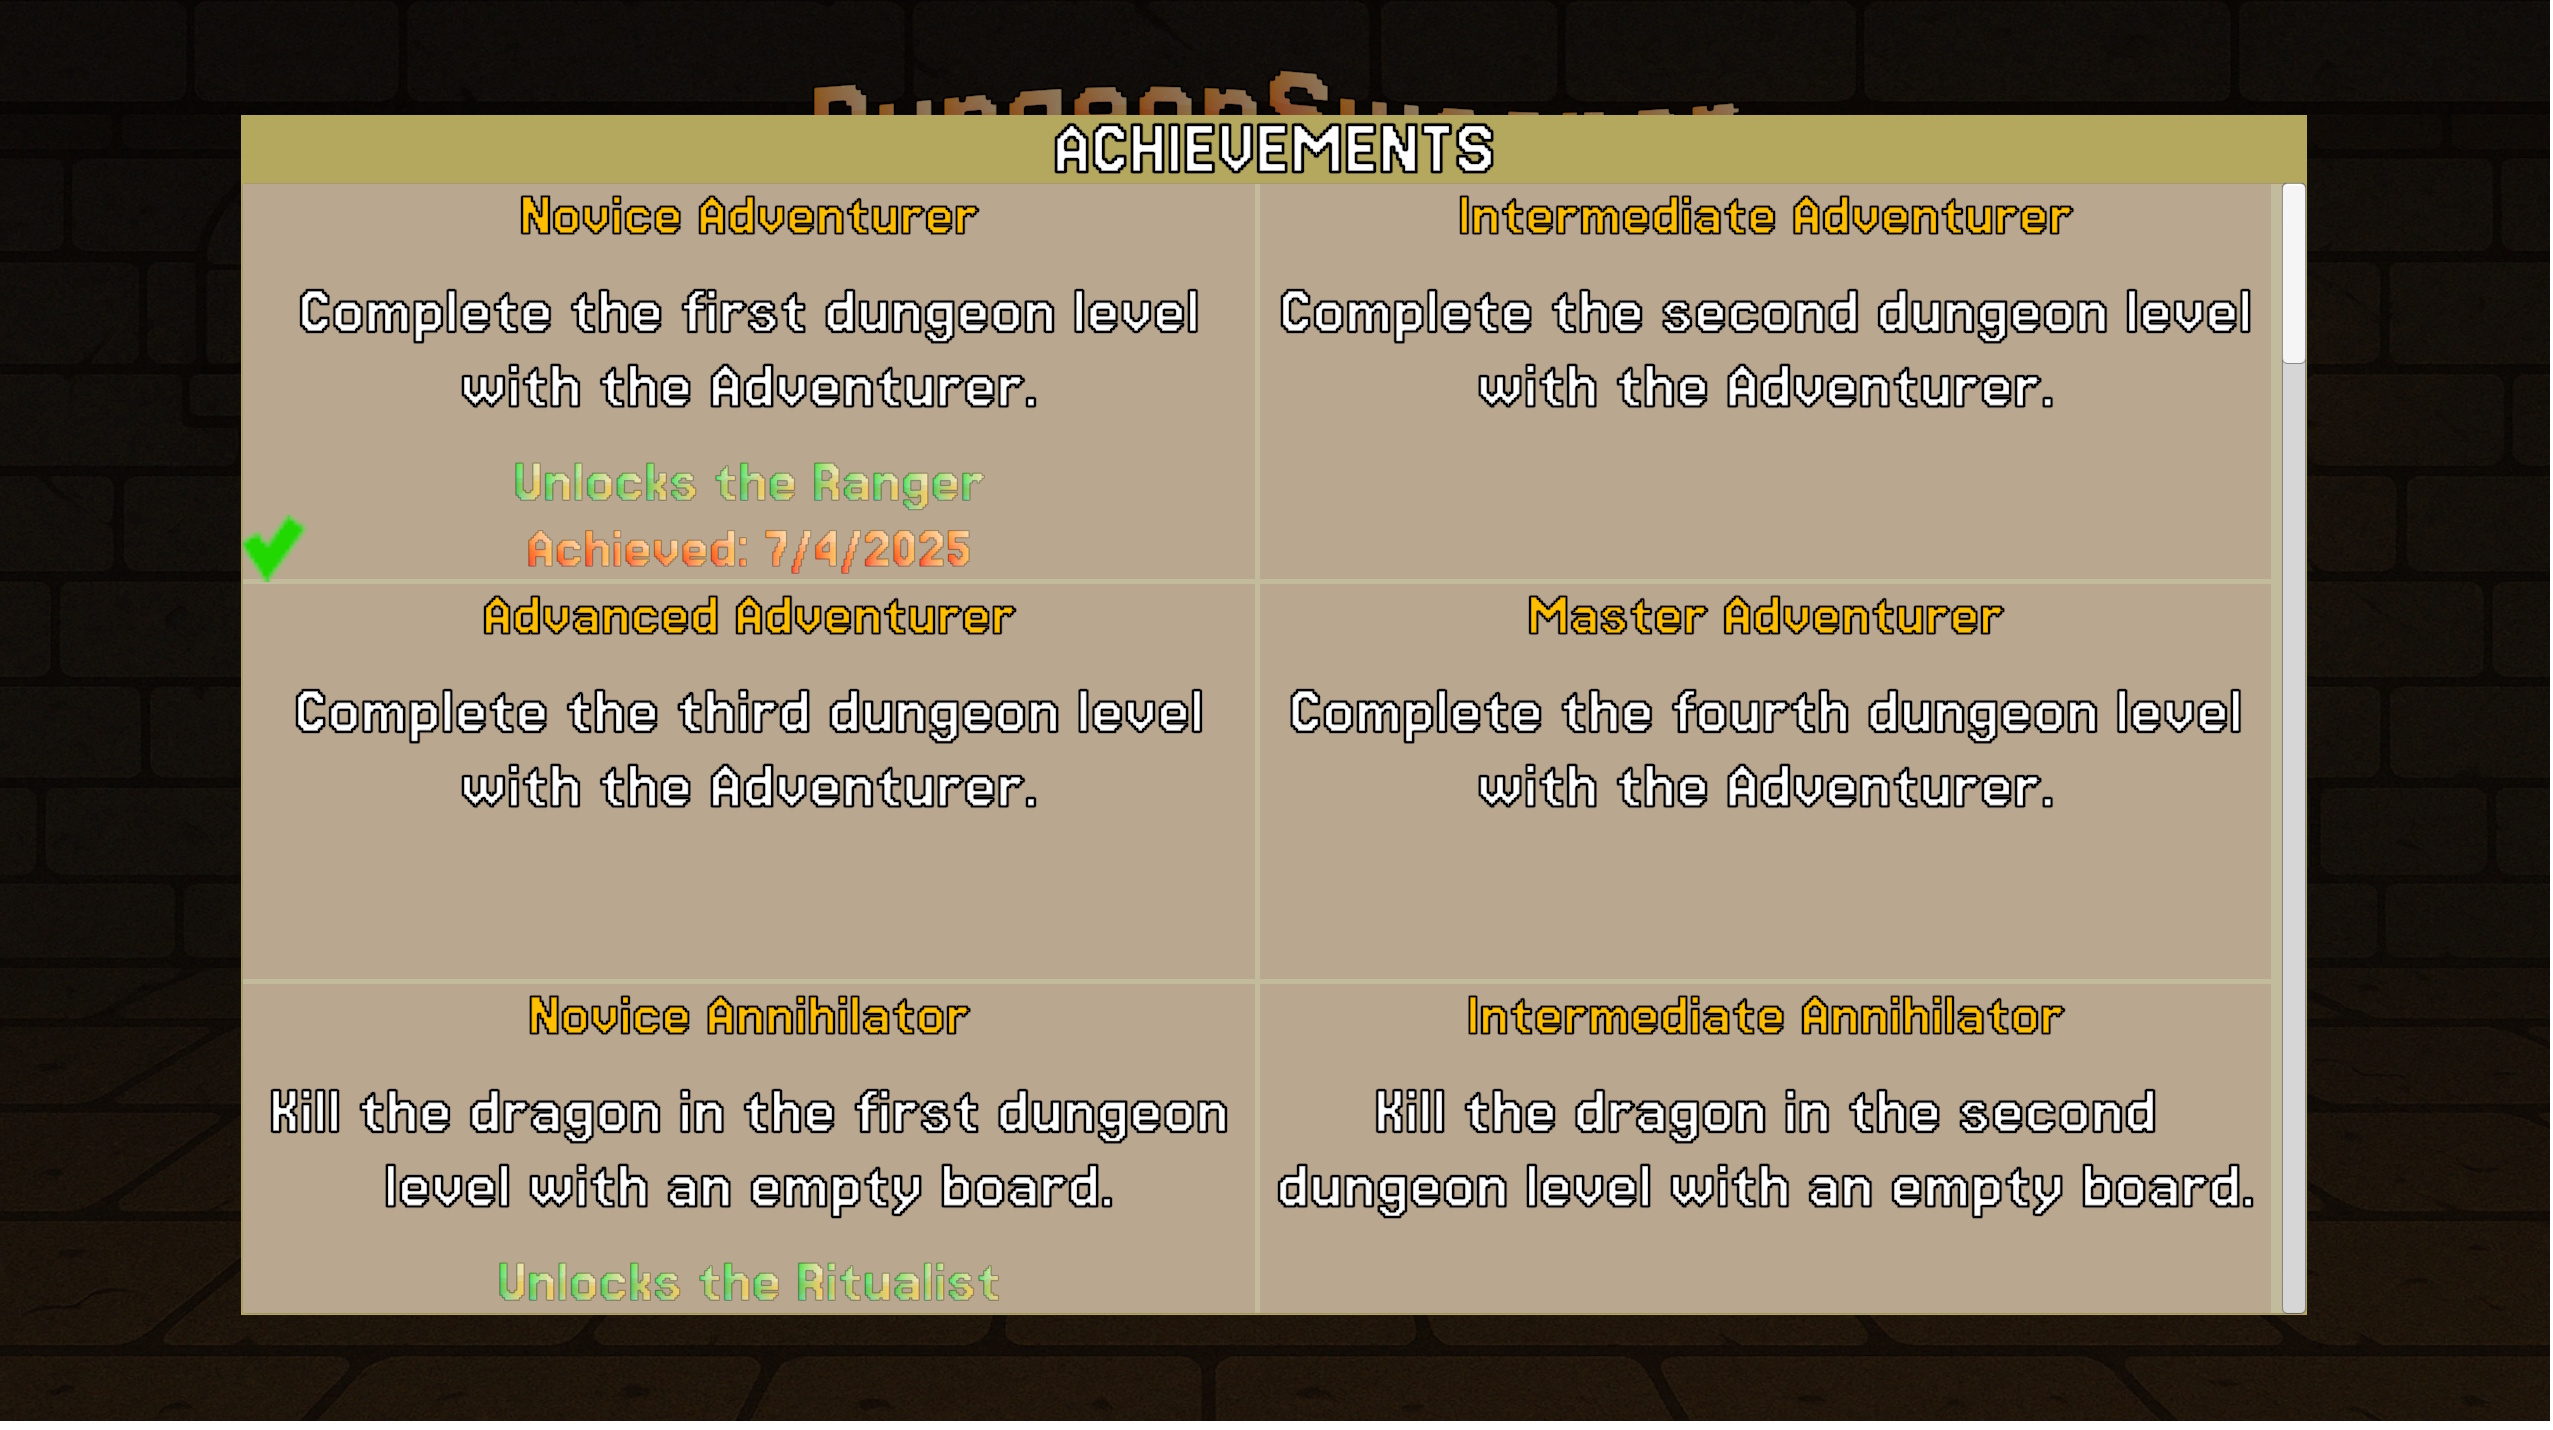 ACHIEVEMENTS
Novice Adventurer
Complete the first dungeon level
with the Adventurer.
Unlocks the Ranger
Achieved: 7/4/2025
Intermediate Adventurer
Complete the second dungeon level
with the Adventurer.
Advanced Adventurer
Complete the third dungeon level
with the Adventurer.
Master Adventurer
Complete the fourth dungeon level
with the Adventurer.
Novice Annihilator
Kill the dragon in the first dungeon
level with an empty board.
Unlocks the Ritualist
Intermediate Annihilator
Kill the dragon in the second
dungeon level with an empty board.